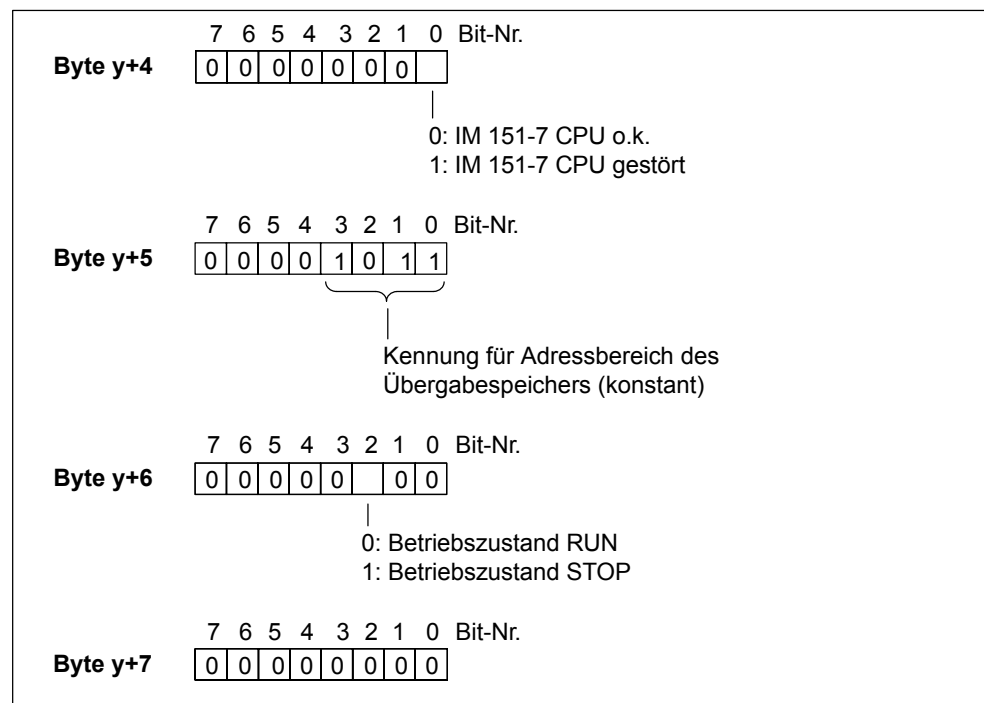 7 6 5 4 3 2 1 0 Bit-Nr.
Byte y+4 0 0 0 0 0 0 0
0: IM 151-7 CPU o.k.
1: IM 151-7 CPU gestört
7 6 5 4 3 2 1 0 Bit-Nr.
Byte y+5 0 0 0 0 1 0 1 1
Kennung für Adressbereich des
Übergabespeichers (konstant)
7 6 5 4 3 2 1 0 Bit-Nr.
Byte y+6 0 0 0 0 0 0 0
0: Betriebszustand RUN
1: Betriebszustand STOP
7 6 5 4 3 2 1 0 Bit-Nr.
Byte y+7 0 0 0 0 0 0 0 0